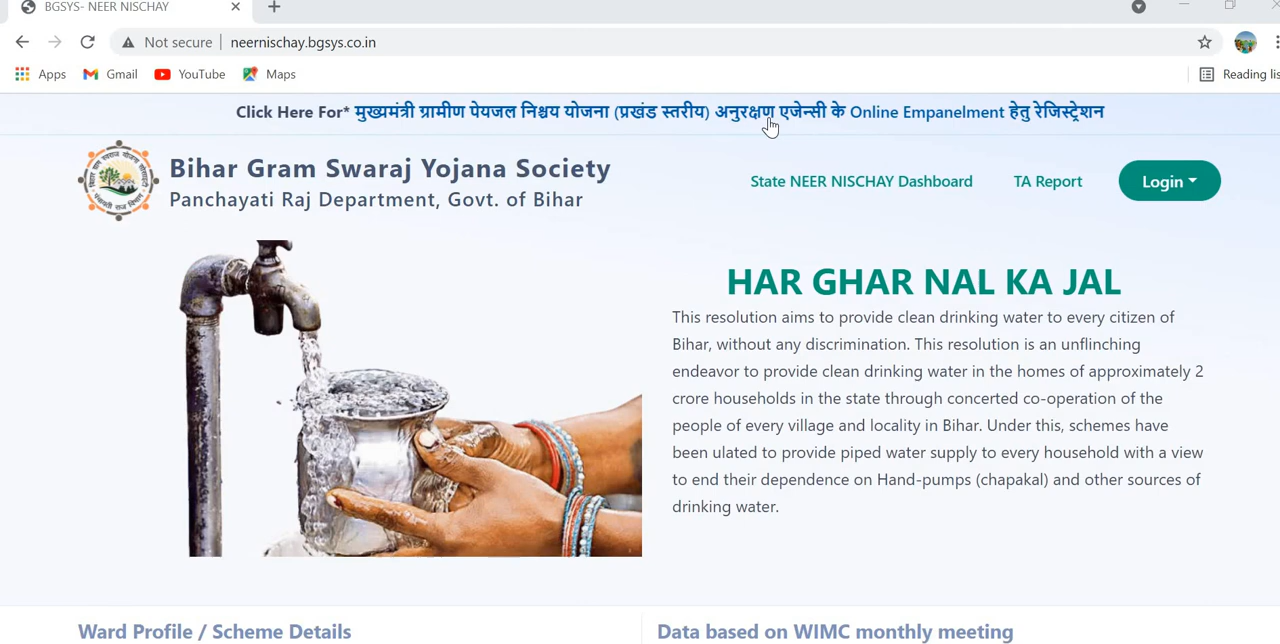 BGSYS- NEER NISCHAY
Not secure neernischay.bgsys.co.in
Apps Gmail YouTube Maps Reading lis
Click Here For* मुख्यमंत्री ग्रामीण पेयजल निश्चय योजना (प्रखंड स्तरीय) अनुरक्षण एजेन्सी के Online Empanelment हेतु रेजिस्ट्रेशन
Bihar Gram Swaraj Yojana Society
Panchayati Raj Department, Govt. of Bihar
State NEER NISCHAY Dashboard TA Report Login
HAR GHAR NAL KA JAL
This resolution aims to provide clean drinking water to every citizen of
Bihar, without any discrimination. This resolution is an unflinching
endeavor to provide clean drinking water in the homes of approximately 2
crore households in the state through concerted co-operation of the
people of every village and locality in Bihar. Under this, schemes have
been ulated to provide piped water supply to every household with a view
to end their dependence on Hand-pumps (chapakal) and other sources of
drinking water.
Ward Profile / Scheme Details
Data based on WIMC monthly meeting